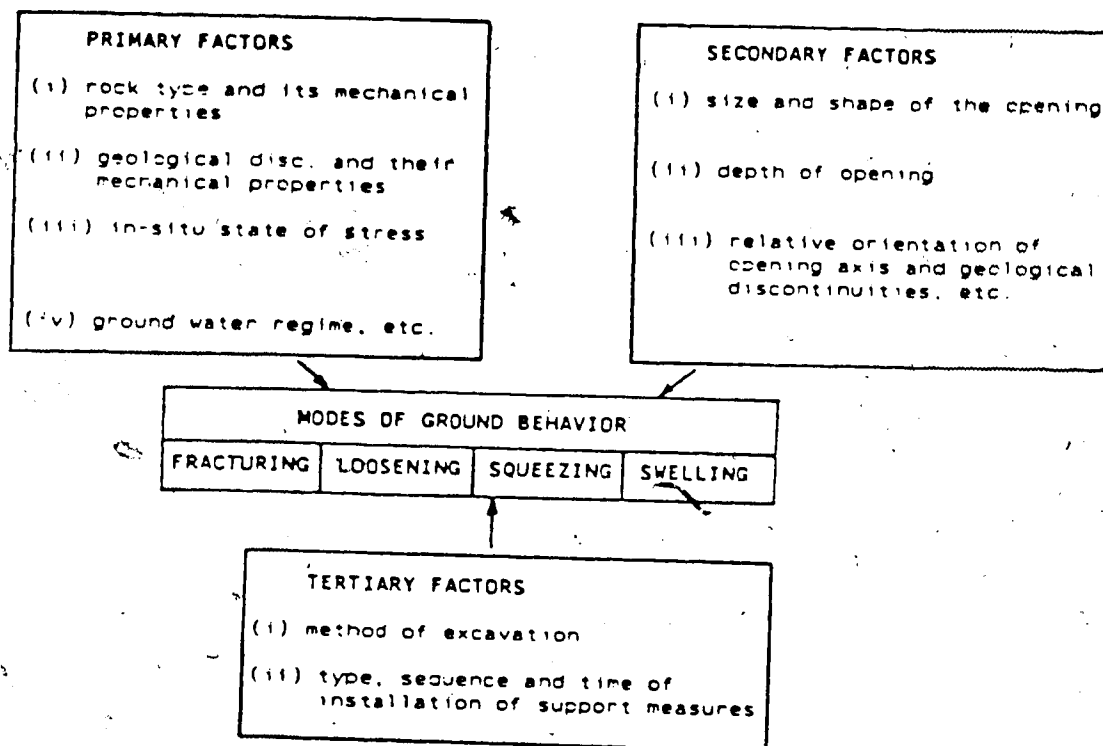 PRIMARY FACTORS
(i) rock type and its mechanical
properties
(ii) geological disc. and their
mechanical properties
(iii) in-situ state of stress
(iv) ground water regime, etc.
SECONDARY FACTORS
(i) size and shape of the opening
(ii) depth of opening
(iii) relative orientation of
opening axis and geological
discontinuities, etc.
MODES OF GROUND BEHAVIOR
FRACTURING LOOSENING SQUEEZING SWELLING
TERTIARY FACTORS
(i) method of excavation
(ii) type, sequence and time of
installation of support measures